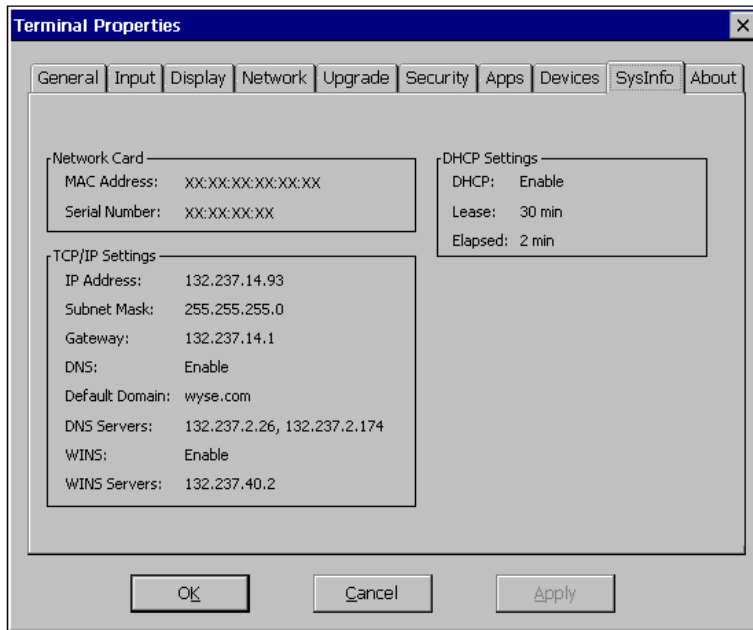 Terminal Properties
General Input Display Network Upgrade Security Apps Devices SysInfo About
Network Card
MAC Address: XX:XX:XX:XX:XX:XX
Serial Number: XX:XX:XX:XX
TCP/IP Settings
IP Address: 132.237.14.93
Subnet Mask: 255.255.255.0
Gateway: 132.237.14.1
DNS: Enable
Default Domain: wyse.com
DNS Servers: 132.237.2.26, 132.237.2.174
WINS: Enable
WINS Servers: 132.237.40.2
DHCP Settings
DHCP: Enable
Lease: 30 min
Elapsed: 2 min
OK Cancel Apply